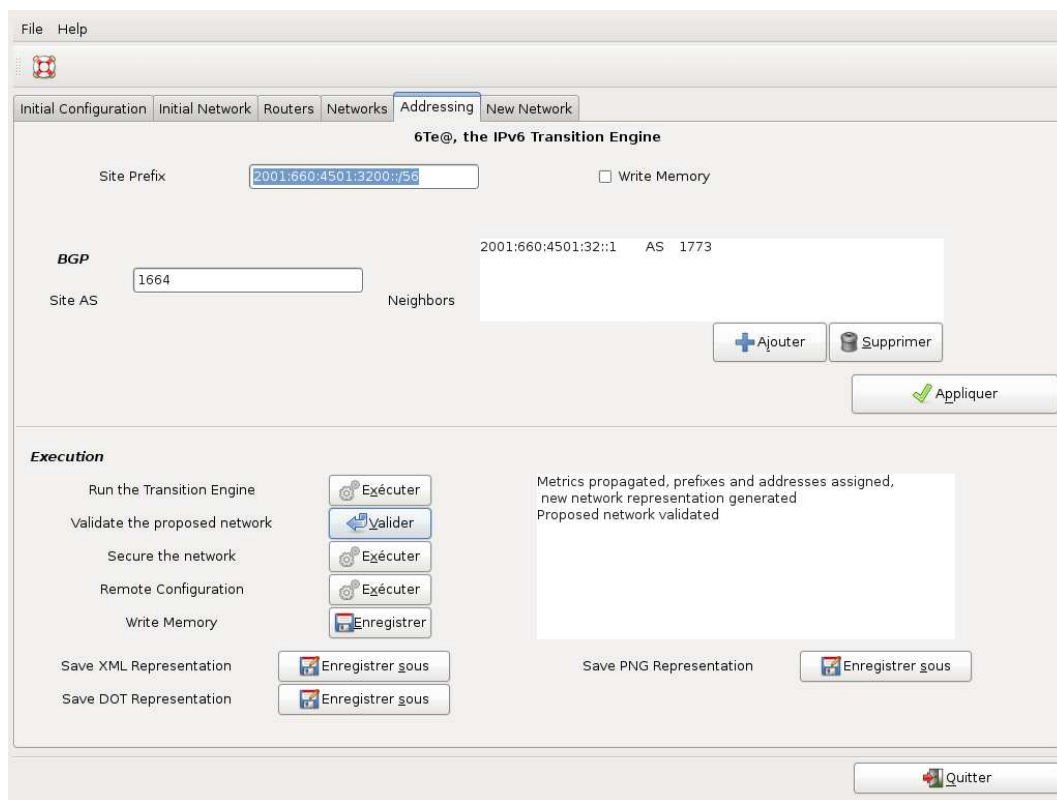 File Help
Initial Configuration Initial Network Routers Networks Addressing New Network
6Te@, the IPv6 Transition Engine
Site Prefix 2001:660:4501:3200::/56 Write Memory
BGP
2001:660:4501:32::1 AS 1773
1664
Site AS Neighbors
Ajouter Supprimer
Appliquer
Execution
Run the Transition Engine Exécuter
Validate the proposed network Valider
Secure the network Exécuter
Remote Configuration Exécuter
Write Memory Enregistrer
Metrics propagated, prefixes and addresses assigned,
new network representation generated
Proposed network validated
Save XML Representation Enregistrer sous Save PNG Representation Enregistrer sous
Save DOT Representation Enregistrer sous
Quitter